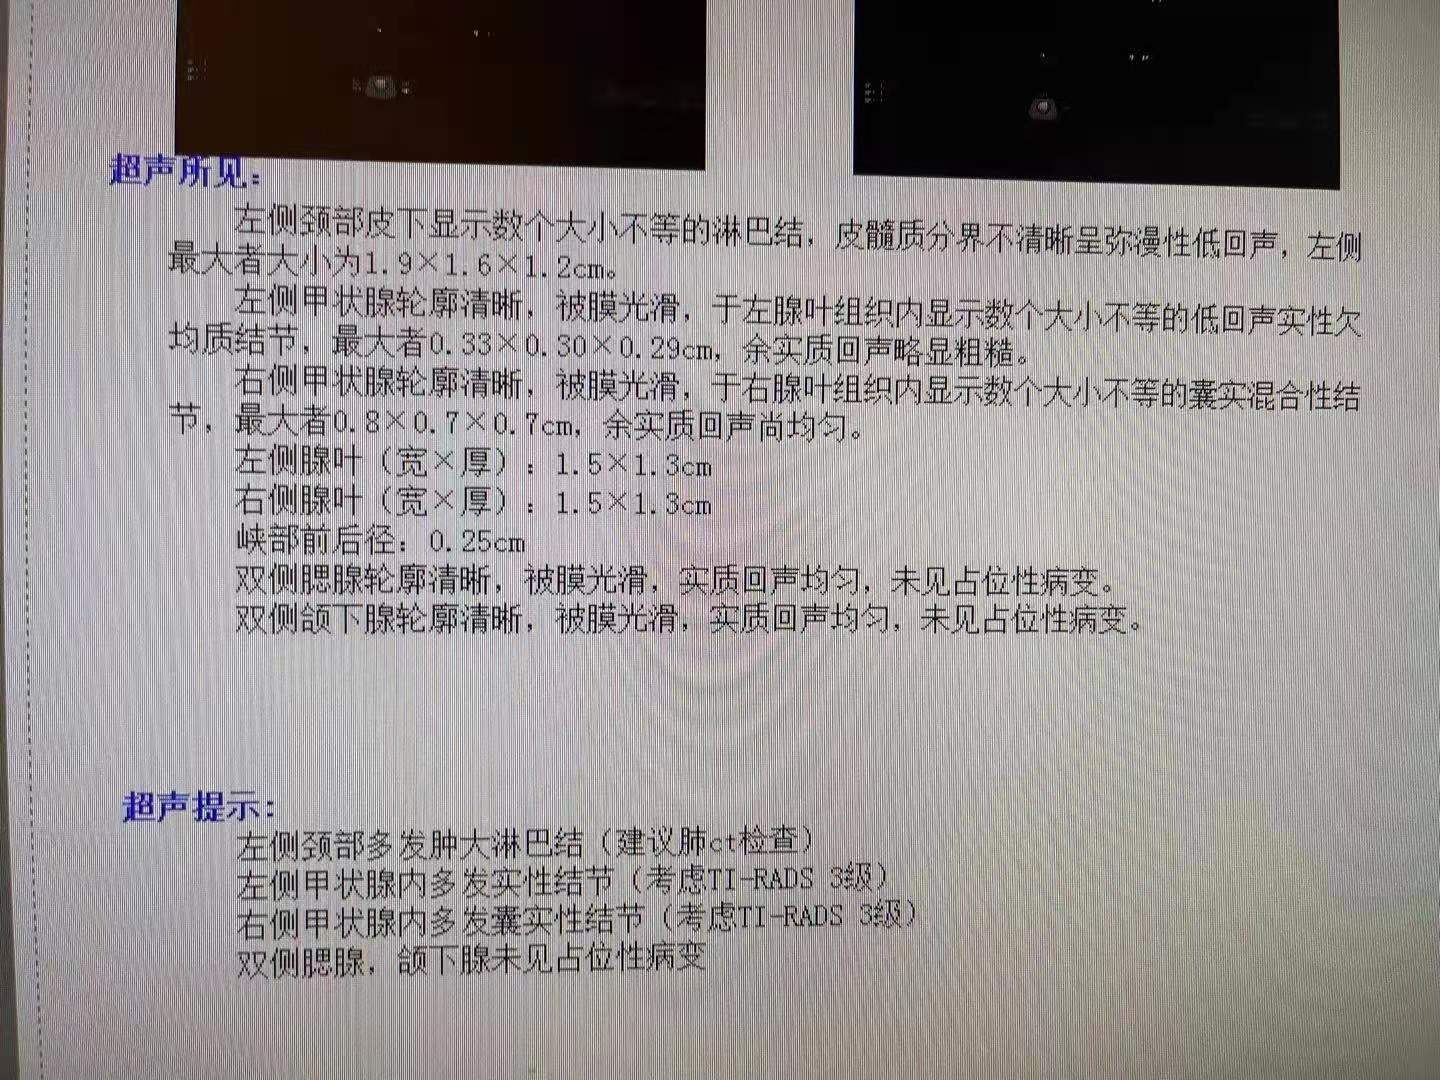 超声所见:
左侧颈部皮下显示数个大小不等的淋巴结，皮髓质分界不清晰呈弥漫性低回声，左侧
最大者大小为1.9×1.6×1.2cm。
左侧甲状腺轮廓清晰，被膜光滑，于左腺叶组织内显示数个大小不等的低回声实性欠
均质结节，最大者0.33×0.30×0.29cm，余实质回声略显粗糙。
右侧甲状腺轮廓清晰，被膜光滑，于右腺叶组织内显示数个大小不等的囊实混合性结
节，最大者0.8×0.7×0.7cm，余实质回声尚均匀。
左侧腺叶（宽×厚）：1.5×1.3cm
右侧腺叶（宽×厚）：1.5×1.3cm
峡部前后径：0.25cm
双侧腮腺轮廓清晰，被膜光滑，实质回声均匀，未见占位性病变。
双侧颌下腺轮廓清晰，被膜光滑，实质回声均匀，未见占位性病变。
超声提示:
左侧颈部多发肿大淋巴结（建议肺ct检查）
左侧甲状腺内多发实性结节（考虑TI-RADS 3级）
右侧甲状腺内多发囊实性结节（考虑TI-RADS 3级）
双侧腮腺，颌下腺未见占位性病变